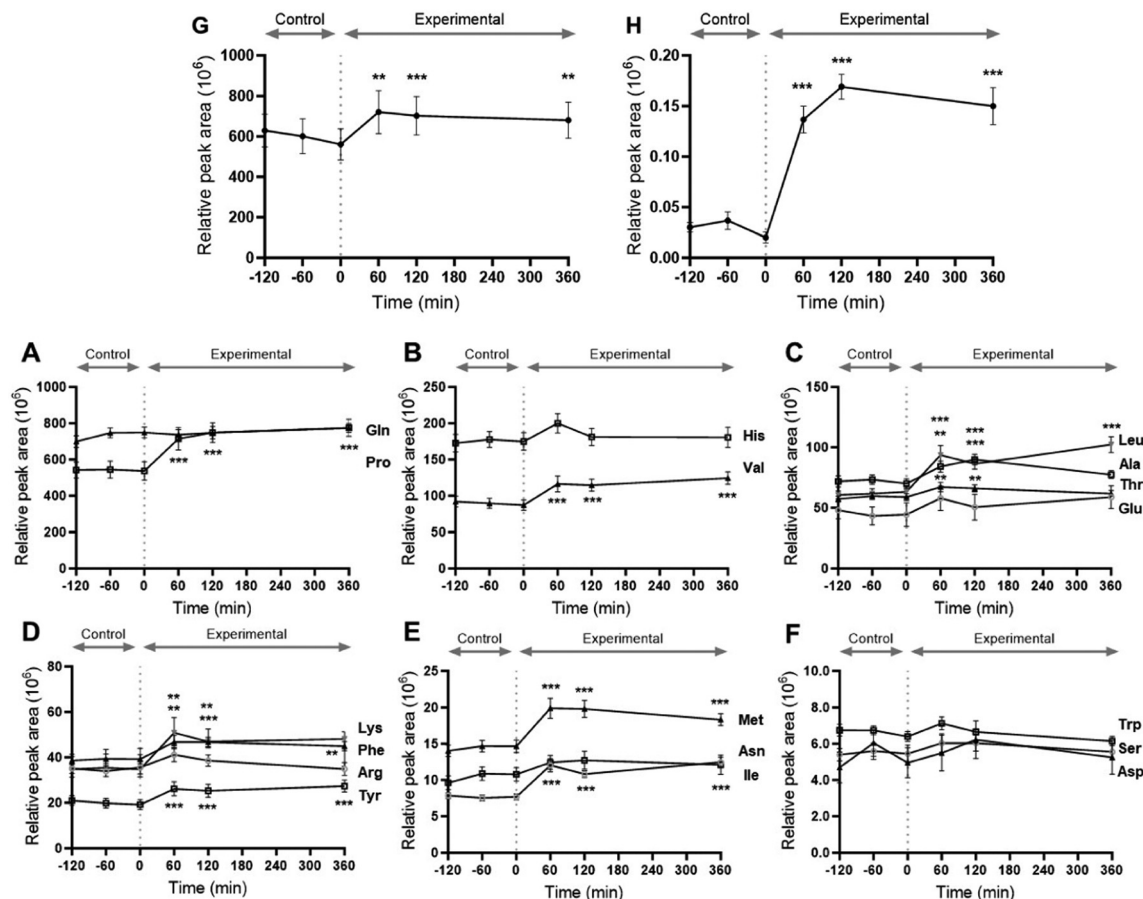 G Control Experimental
Relative peak area (10⁶)
1000
800
600
400
200
0
** *** **
-120 -60 0 60 120 180 240 300 360
Time (min)
H Control Experimental
Relative peak area (10⁶)
0.20
0.15
0.10
0.05
0.00
*** *** ***
-120 -60 0 60 120 180 240 300 360
Time (min)
A Control Experimental
Relative peak area (10⁶)
1000
800
600
400
200
0
Gln
Pro
*** *** ***
-120 -60 0 60 120 180 240 300 360
Time (min)
B Control Experimental
Relative peak area (10⁶)
250
200
150
100
50
0
His
Val
*** *** ***
-120 -60 0 60 120 180 240 300 360
Time (min)
C Control Experimental
Relative peak area (10⁶)
150
100
50
0
*** *** ***
** ***
** **
Leu
Ala
Thr
Glu
-120 -60 0 60 120 180 240 300 360
Time (min)
D Control Experimental
Relative peak area (10⁶)
80
60
40
20
0
** **
** ***
**
Lys
Phe
Arg
Tyr
*** *** ***
-120 -60 0 60 120 180 240 300 360
Time (min)
E Control Experimental
Relative peak area (10⁶)
25
20
15
10
5
0
*** *** ***
Met
Asn
Ile
*** *** ***
-120 -60 0 60 120 180 240 300 360
Time (min)
F Control Experimental
Relative peak area (10⁶)
8.0
6.0
4.0
2.0
0.0
Trp
Ser
Asp
-120 -60 0 60 120 180 240 300 360
Time (min)